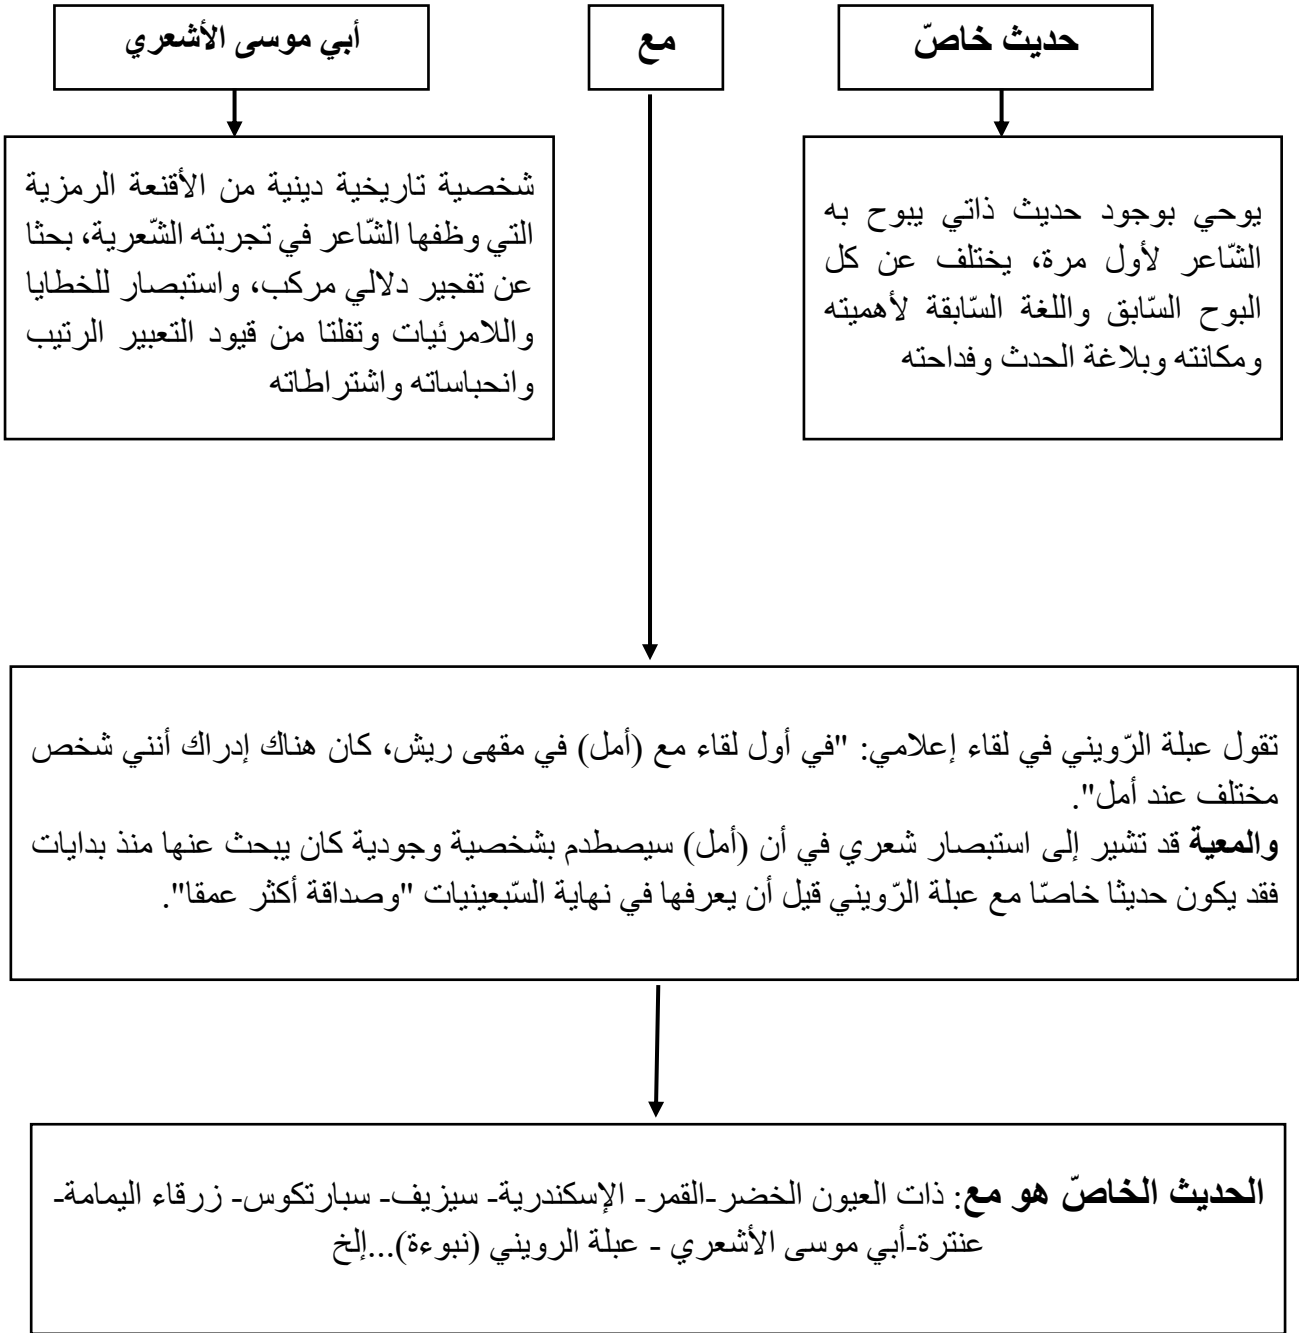 حديث خاصّ
مع
أبي موسى الأشعري
يوحي بوجود حديث ذاتي يبوح به
الشّاعر لأول مرة، يختلف عن كل
البوح السّابق واللغة السّابقة لأهميته
ومكانته وبلاغة الحدث وفداحته
شخصية تاريخية دينية من الأقنعة الرمزية
التي وظفها الشّاعر في تجربته الشّعرية، بحثا
عن تفجير دلالي مركب، واستبصار للخطايا
واللامرئيات وتفلتا من قيود التعبير الرتيب
وانحباساته واشتراطاته
تقول عبلة الرّويني في لقاء إعلامي: "في أول لقاء مع (أمل) في مقهى ريش، كان هناك إدراك أنني شخص
مختلف عند أمل".
والمعية قد تشير إلى استبصار شعري في أن (أمل) سيصطدم بشخصية وجودية كان يبحث عنها منذ بدايات
فقد يكون حديثا خاصّا مع عبلة الرّويني قيل أن يعرفها في نهاية السّبعينيات "وصداقة أكثر عمقا".
الحديث الخاصّ هو مع: ذات العيون الخضر-القمر- الإسكندرية- سيزيف- سبارتكوس- زرقاء اليمامة-
عنترة-أبي موسى الأشعري - عبلة الرويني (نبوءة)...إلخ